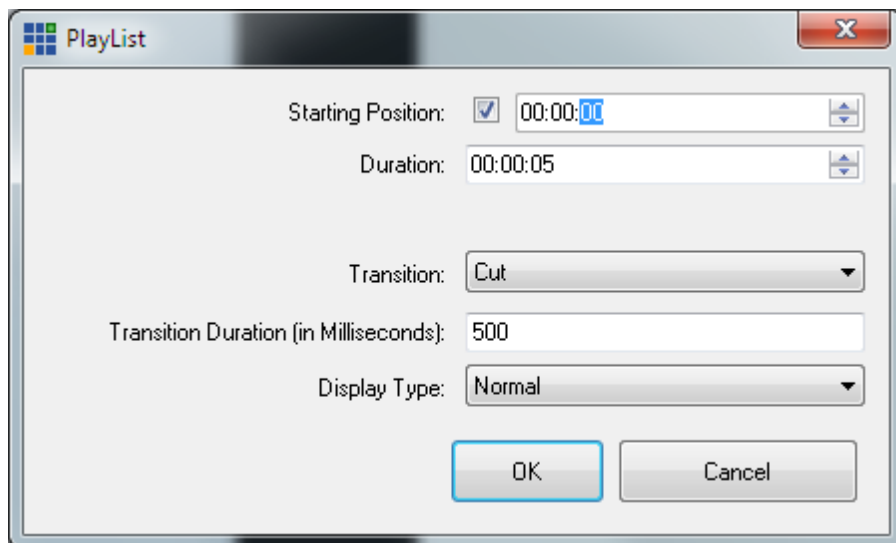 PlayList
Starting Position: 00:00:00
Duration: 00:00:05
Transition: Cut
Transition Duration (in Milliseconds): 500
Display Type: Normal
OK Cancel